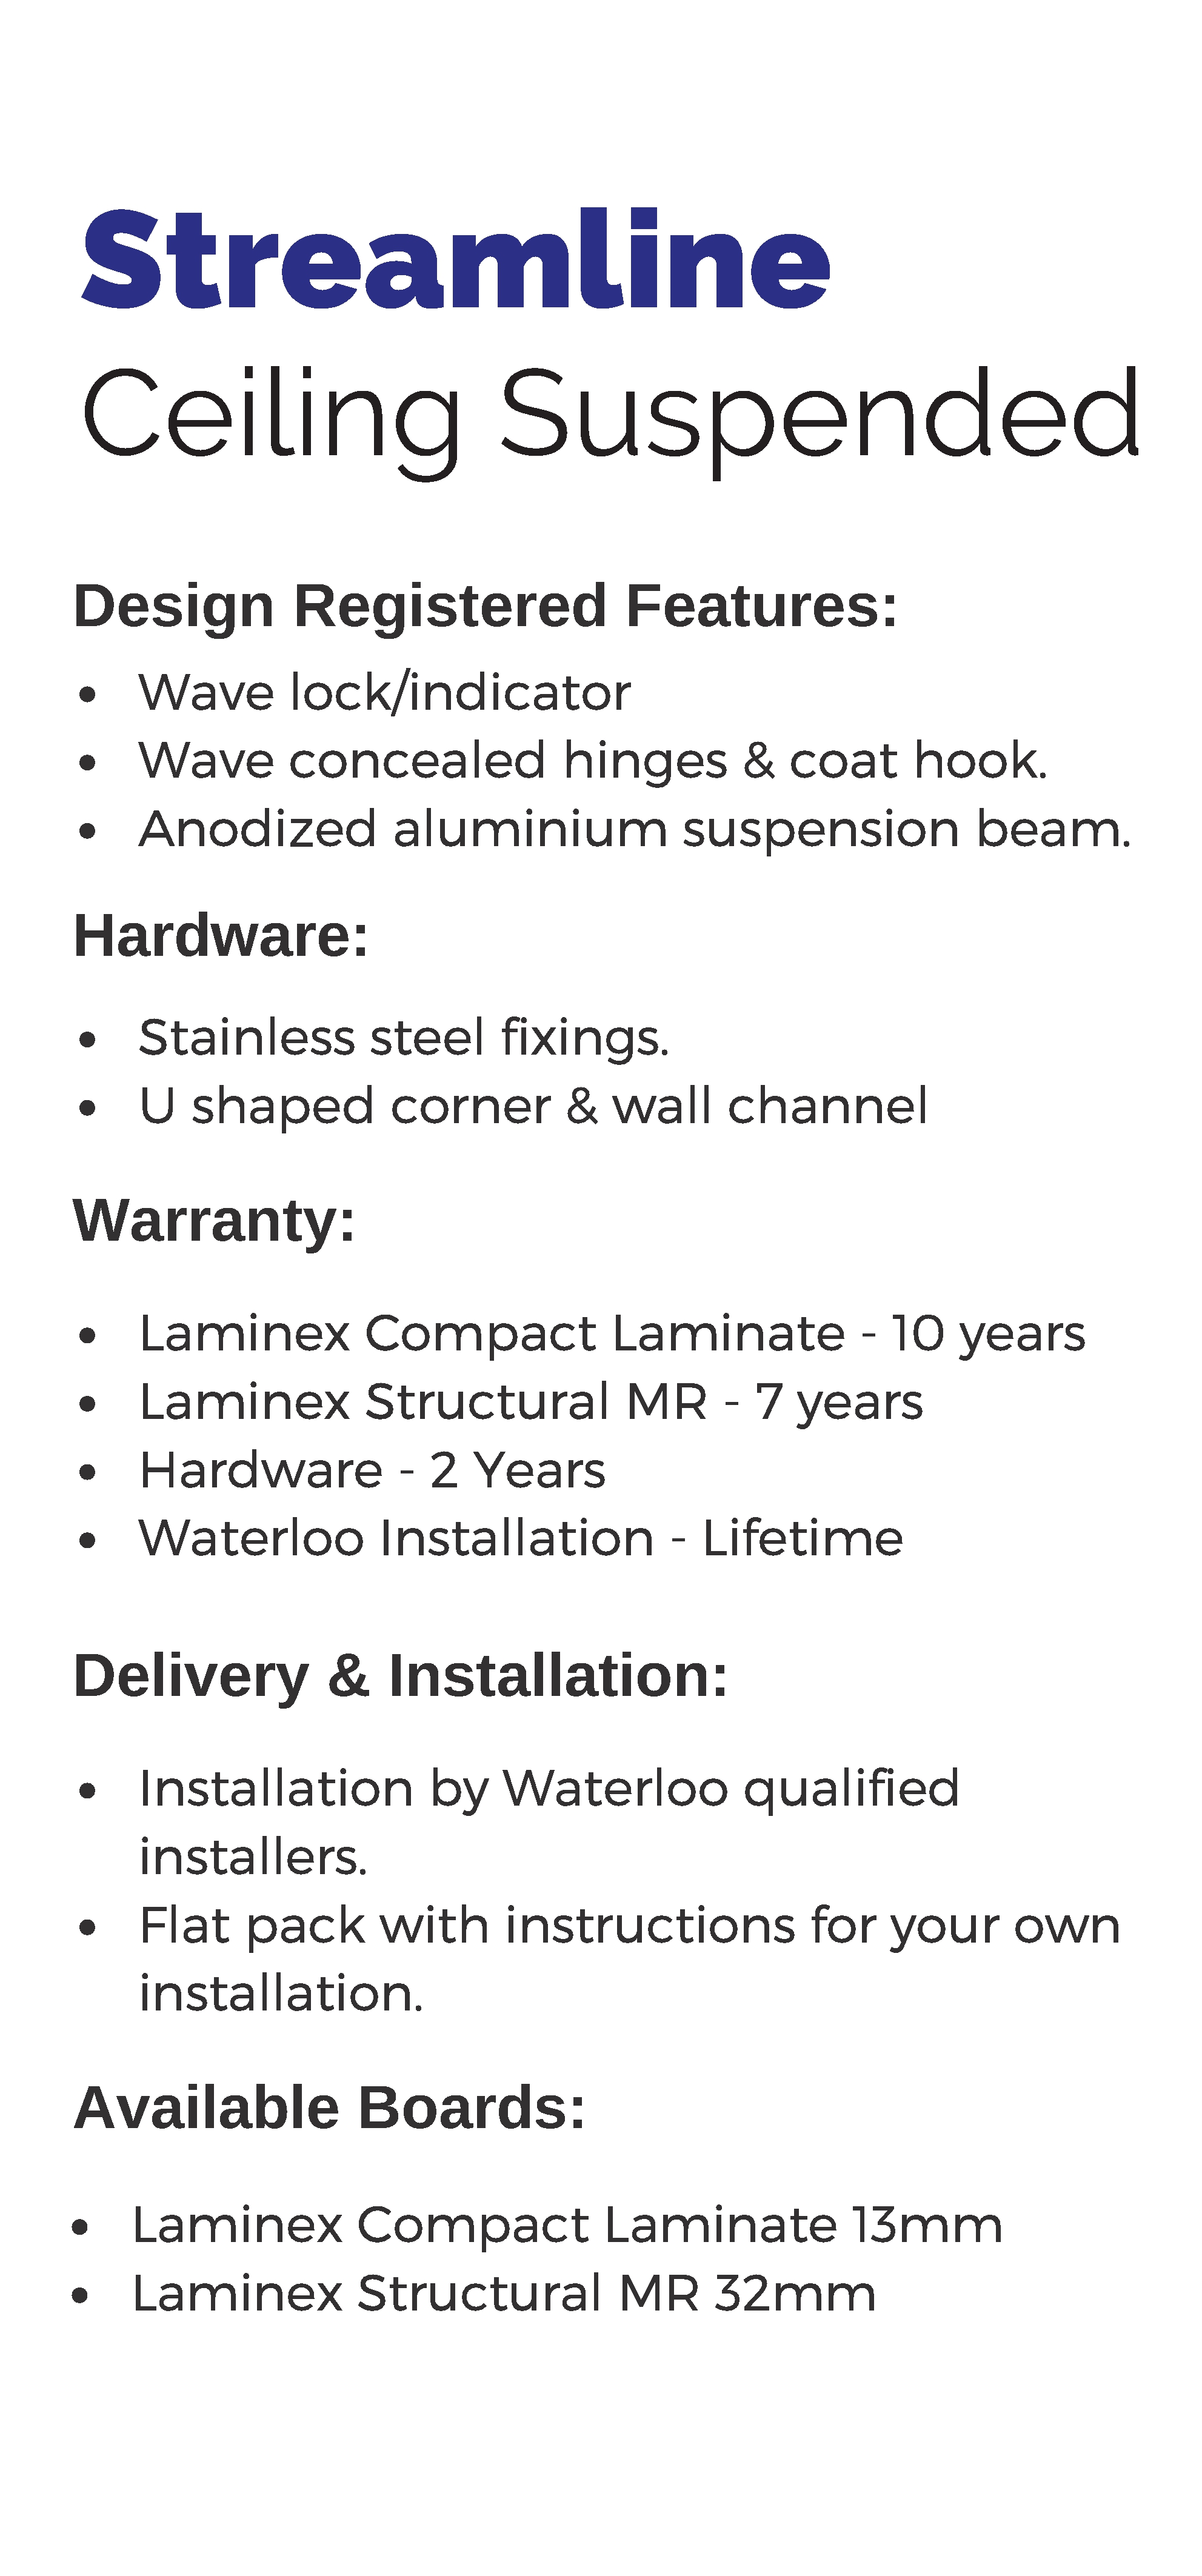 Streamline
Ceiling Suspended
Design Registered Features:
• Wave lock/indicator
• Wave concealed hinges & coat hook.
• Anodized aluminium suspension beam.
Hardware:
• Stainless steel fixings.
• U shaped corner & wall channel
Warranty:
• Laminex Compact Laminate - 10 years
• Laminex Structural MR - 7 years
• Hardware - 2 Years
• Waterloo Installation - Lifetime
Delivery & Installation:
• Installation by Waterloo qualified
installers.
• Flat pack with instructions for your own
installation.
Available Boards:
• Laminex Compact Laminate 13mm
• Laminex Structural MR 32mm